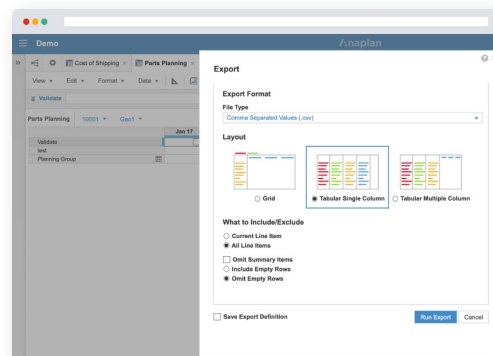 Demo
Anaplan
Cost of Shipping ×
Parts Planning ×
View
Edit
Format
Data
Validate
Parts Planning
10001
Geo1
Jan 17
Validate
test
Planning Group
Export
Export Format
File Type
Comma Separated Values (.csv)
Layout
Grid
Tabular Single Column
Tabular Multiple Column
What to Include/Exclude
Current Line Item
All Line Items
Omit Summary Items
Include Empty Rows
Omit Empty Rows
Save Export Definition
Run Export
Cancel